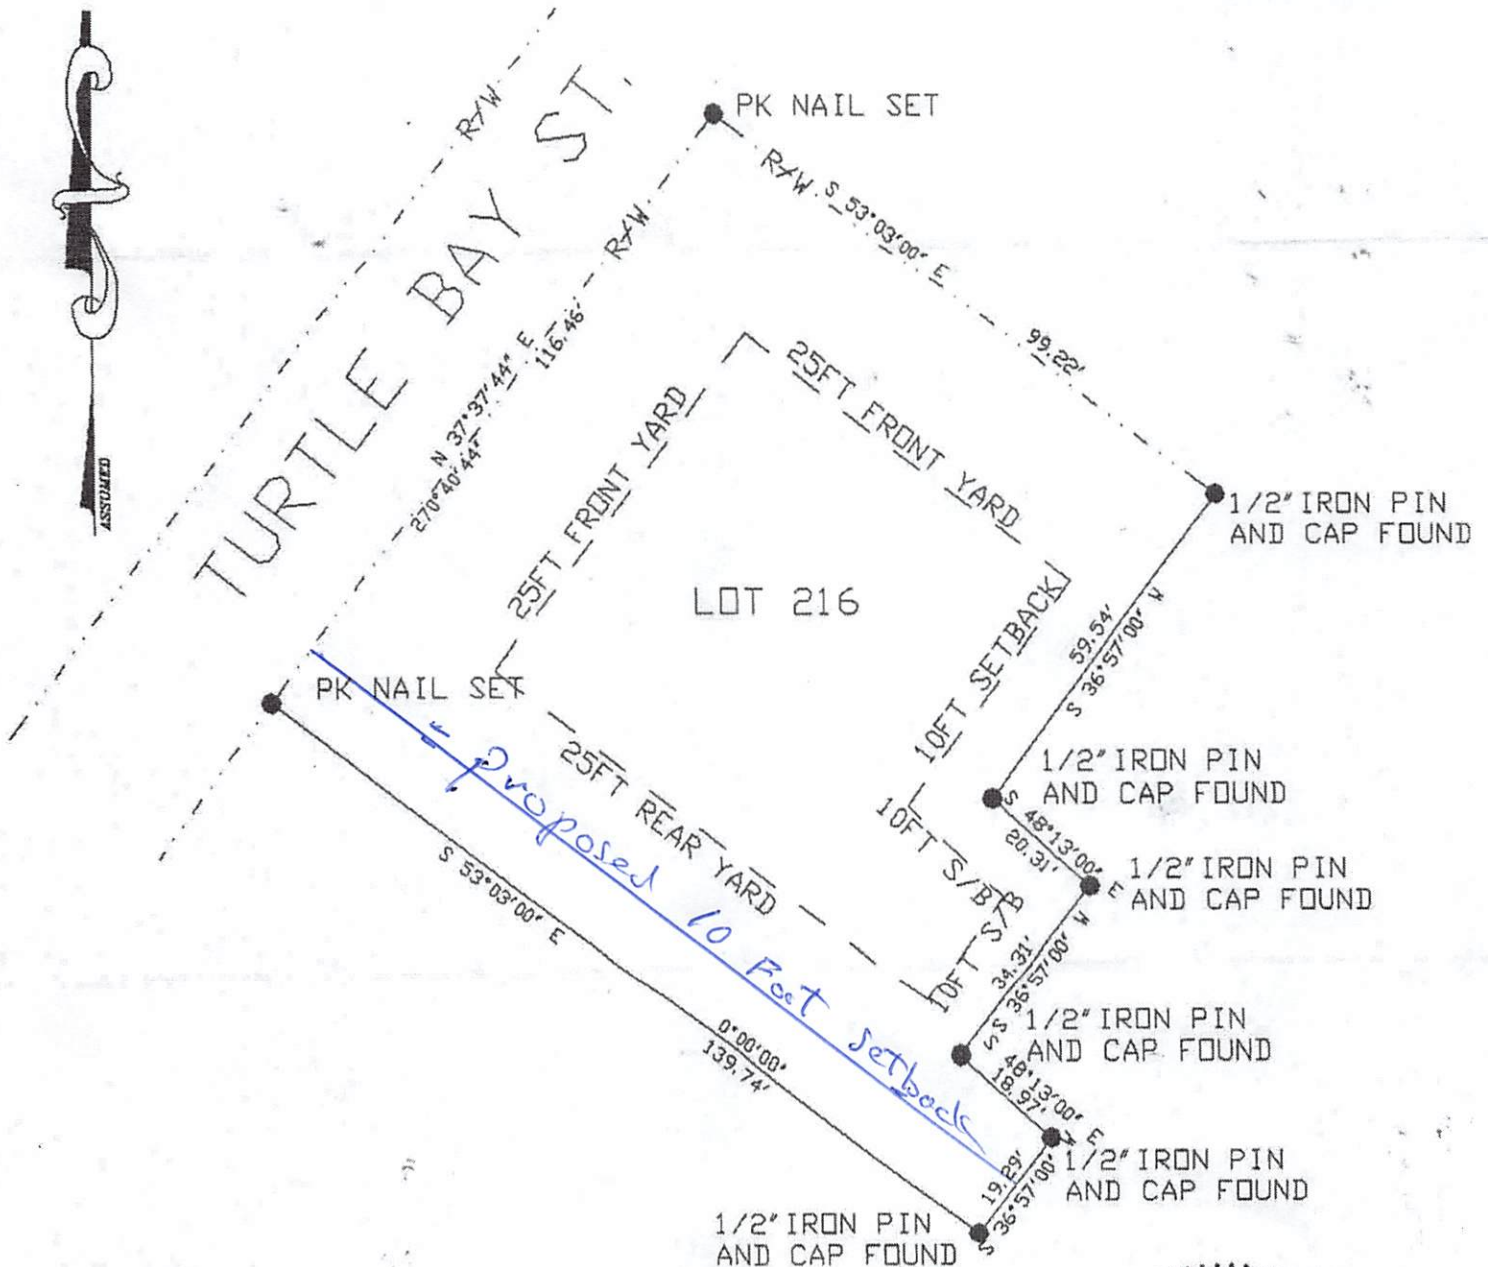 ASSUMED
R/W
TURTLE BAY ST.
PK NAIL SET
R/W S 53°03'00" E
99.22'
R/W
N 37°37'44" E
116.46'
270°40'44"
25FT FRONT YARD
25FT FRONT YARD
1/2" IRON PIN
AND CAP FOUND
LOT 216
10FT SETBACK
59.54'
S 36°57'00" W
PK NAIL SET
= Proposed 10 Foot setback
25FT REAR YARD
1/2" IRON PIN
AND CAP FOUND
S 48°13'00" E
20.31'
10FT S/B
10FT S/B
1/2" IRON PIN
AND CAP FOUND
34.31'
S 36°57'00" W
S 53°03'00" E
0°00'00"
139.74'
1/2" IRON PIN
AND CAP FOUND
S 48°13'00" E
18.97'
1/2" IRON PIN
AND CAP FOUND
19.29'
S 36°57'00" W
1/2" IRON PIN
AND CAP FOUND